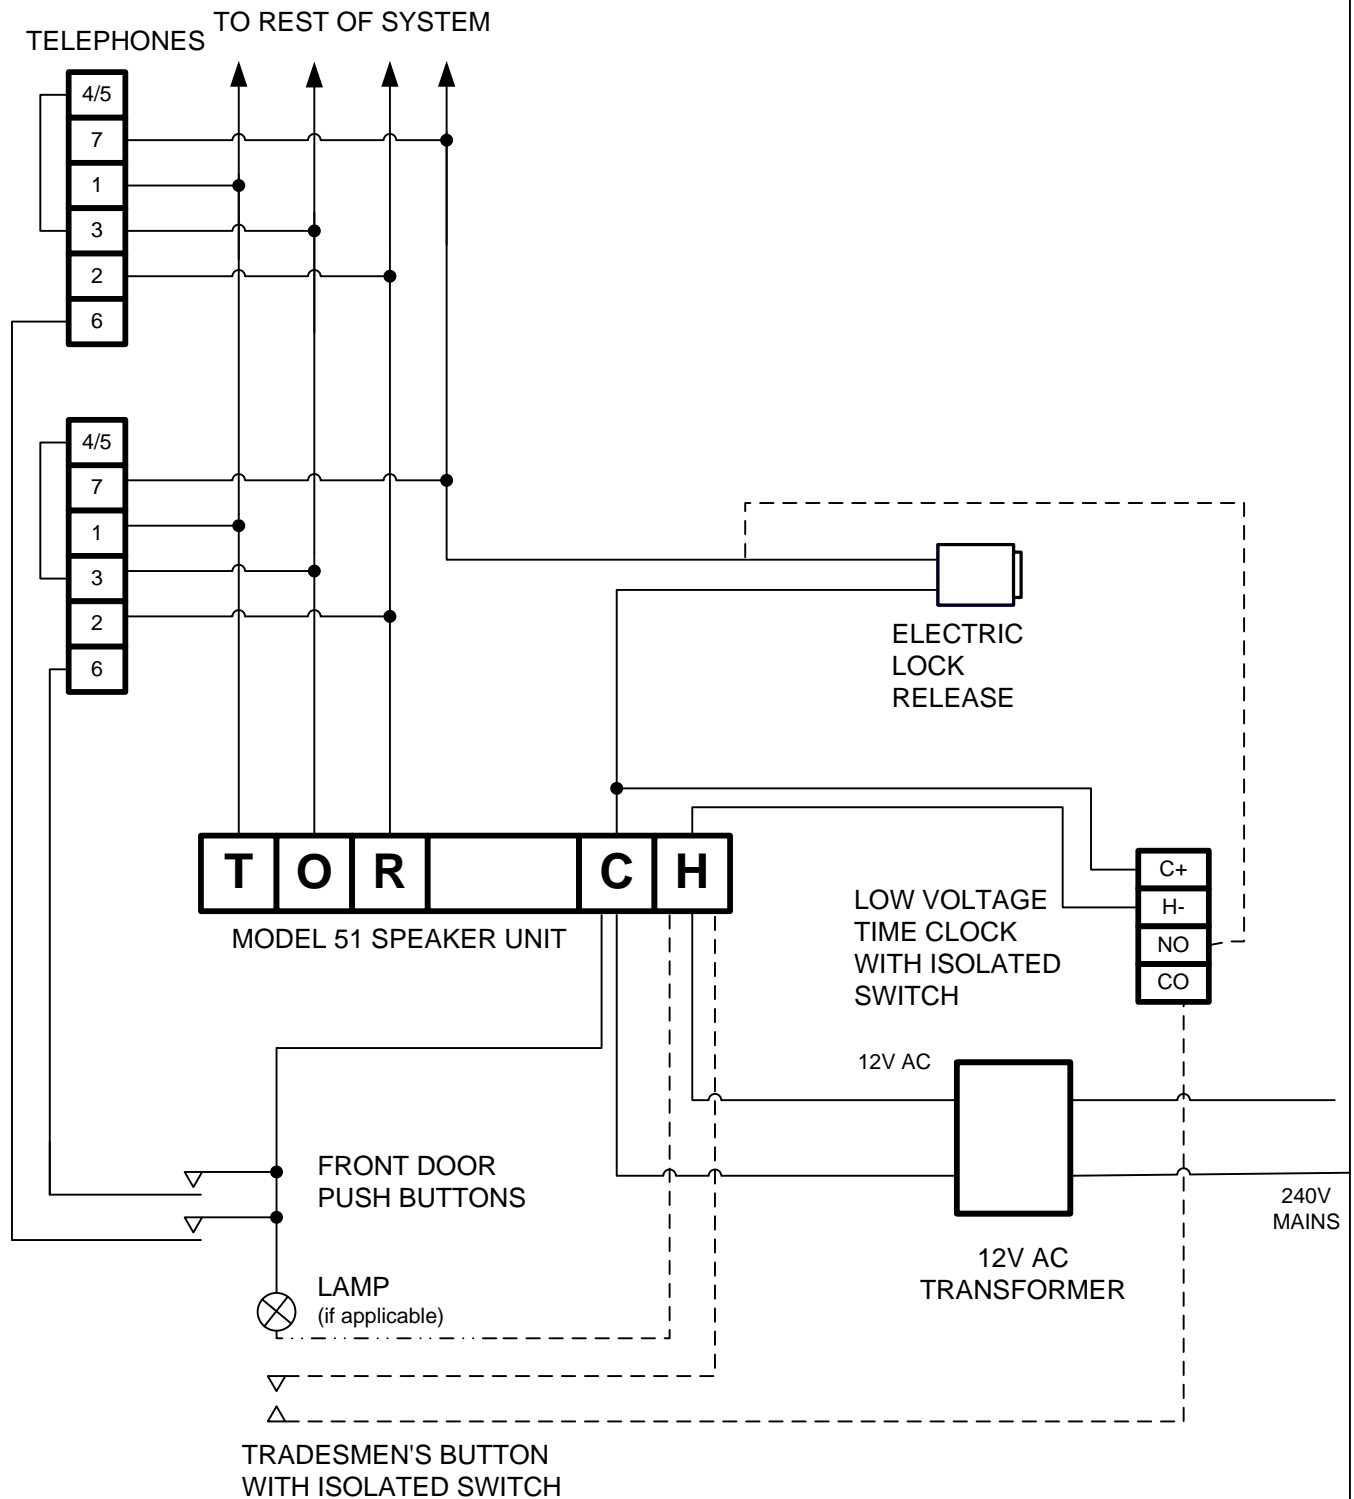 TO REST OF SYSTEM
TELEPHONES
4/5
7
1
3
2
6
4/5
7
1
3
2
6
ELECTRIC
LOCK
RELEASE
T O R C H
MODEL 51 SPEAKER UNIT
LOW VOLTAGE
TIME CLOCK
WITH ISOLATED
SWITCH
C+
H-
NO
CO
12V AC
FRONT DOOR
PUSH BUTTONS
240V
MAINS
12V AC
TRANSFORMER
LAMP
(if applicable)
TRADESMEN'S BUTTON
WITH ISOLATED SWITCH